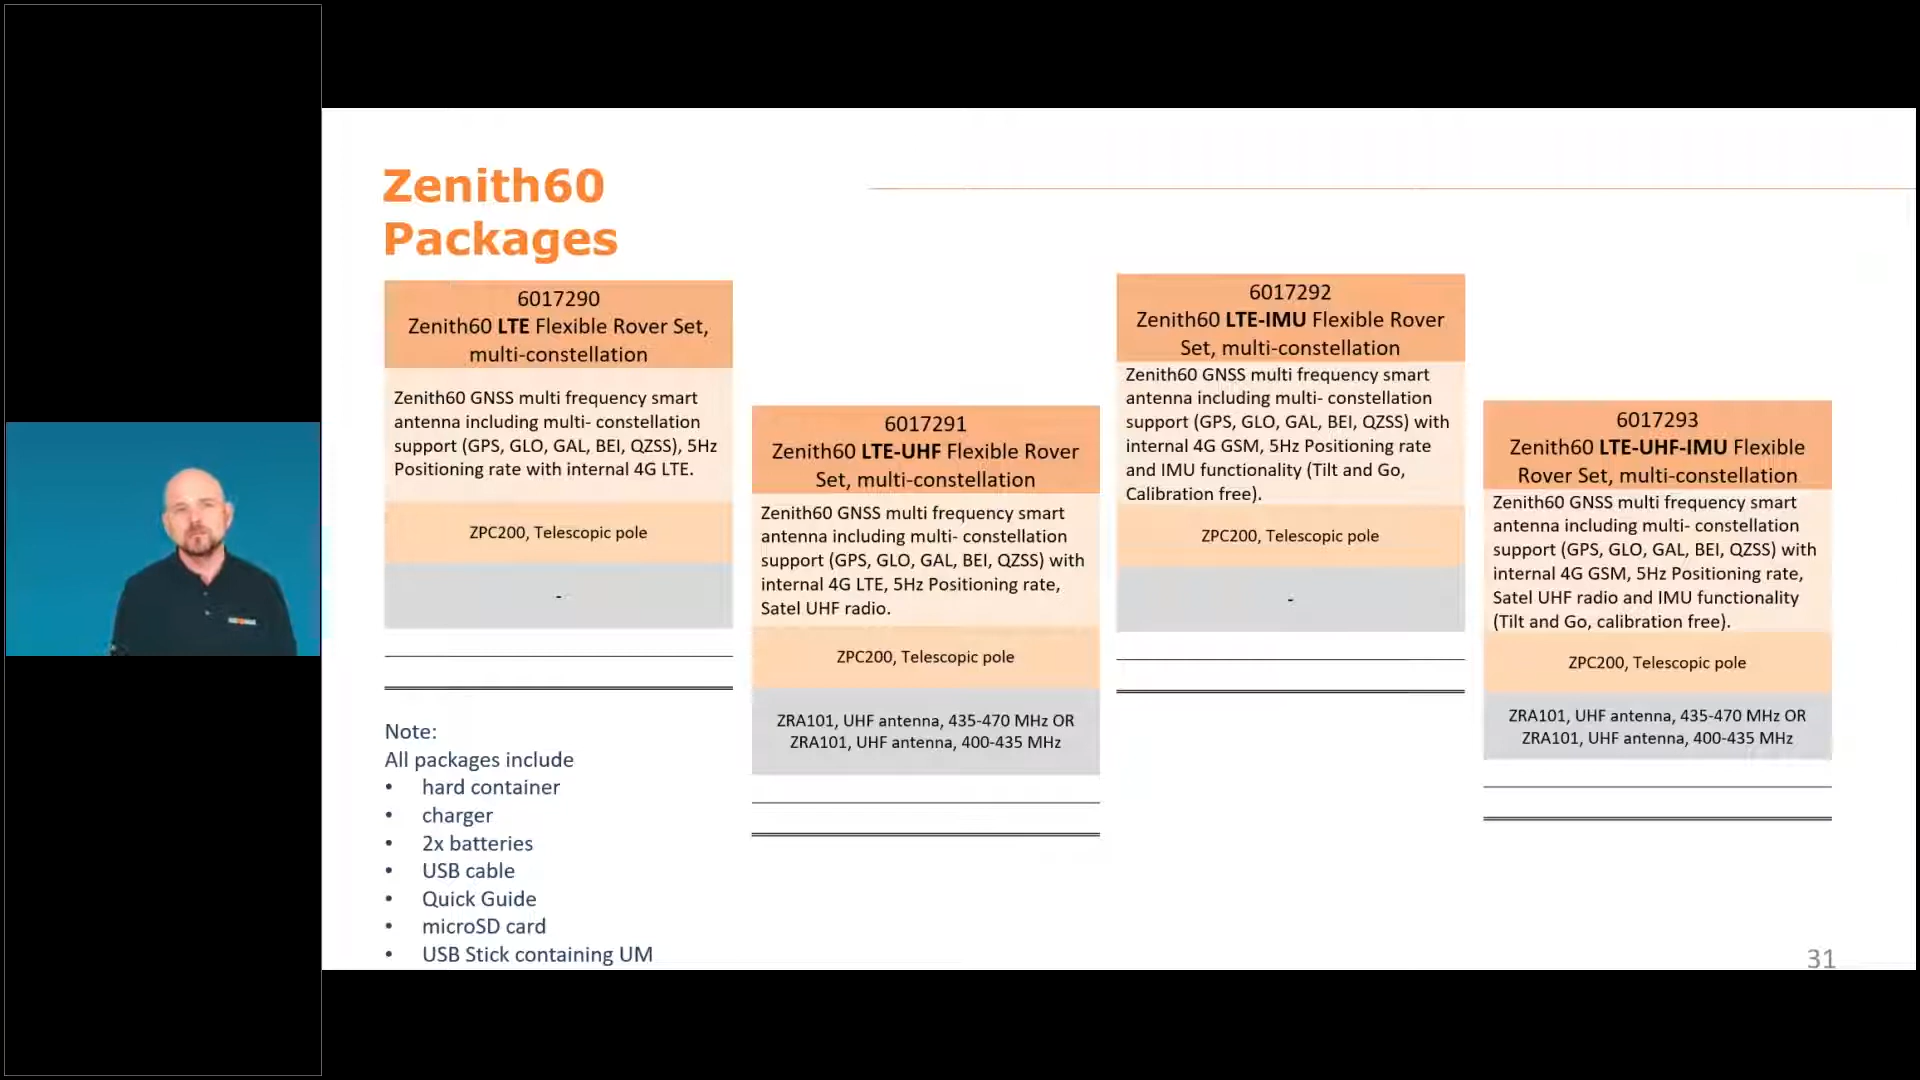 Zenith60
Packages
6017290
Zenith60 LTE Flexible Rover Set,
multi-constellation
Zenith60 GNSS multi frequency smart
antenna including multi- constellation
support (GPS, GLO, GAL, BEI, QZSS), 5Hz
Positioning rate with internal 4G LTE.
ZPC200, Telescopic pole
-
6017291
Zenith60 LTE-UHF Flexible Rover
Set, multi-constellation
Zenith60 GNSS multi frequency smart
antenna including multi- constellation
support (GPS, GLO, GAL, BEI, QZSS) with
internal 4G LTE, 5Hz Positioning rate,
Satel UHF radio.
ZPC200, Telescopic pole
ZRA101, UHF antenna, 435-470 MHz OR
ZRA101, UHF antenna, 400-435 MHz
6017292
Zenith60 LTE-IMU Flexible Rover
Set, multi-constellation
Zenith60 GNSS multi frequency smart
antenna including multi- constellation
support (GPS, GLO, GAL, BEI, QZSS) with
internal 4G GSM, 5Hz Positioning rate
and IMU functionality (Tilt and Go,
Calibration free).
ZPC200, Telescopic pole
-
6017293
Zenith60 LTE-UHF-IMU Flexible
Rover Set, multi-constellation
Zenith60 GNSS multi frequency smart
antenna including multi- constellation
support (GPS, GLO, GAL, BEI, QZSS) with
internal 4G GSM, 5Hz Positioning rate,
Satel UHF radio and IMU functionality
(Tilt and Go, calibration free).
ZPC200, Telescopic pole
ZRA101, UHF antenna, 435-470 MHz OR
ZRA101, UHF antenna, 400-435 MHz
Note:
All packages include
• hard container
• charger
• 2x batteries
• USB cable
• Quick Guide
• microSD card
• USB Stick containing UM
31